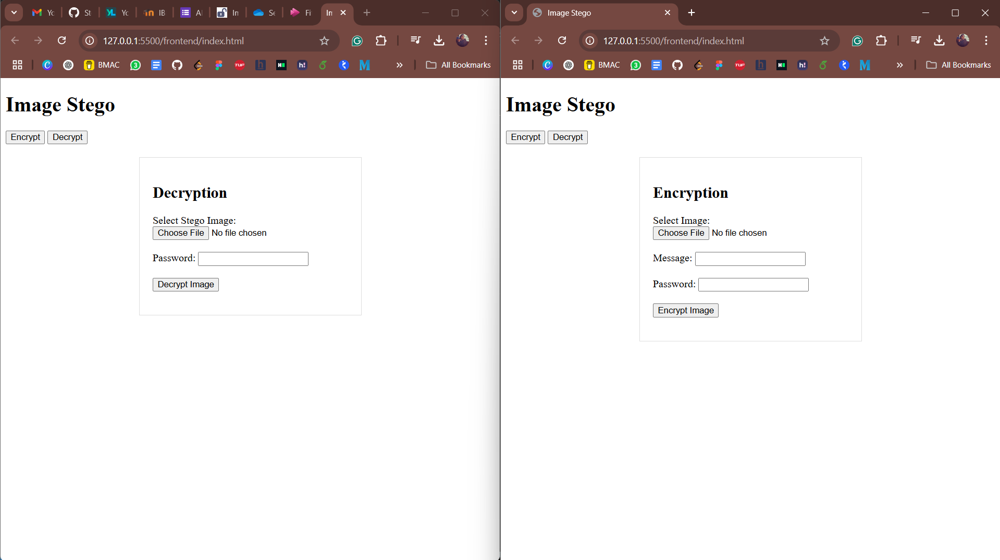 Yc
St
Yc
IB
Al
In
Se
Fi
In
127.0.0.1:5500/frontend/index.html
BMAC
All Bookmarks
Image Stego
Encrypt
Decrypt
Decryption
Select Stego Image:
Choose File No file chosen
Password:
Decrypt Image
Image Stego
127.0.0.1:5500/frontend/index.html
BMAC
All Bookmarks
Image Stego
Encrypt
Decrypt
Encryption
Select Image:
Choose File No file chosen
Message:
Password:
Encrypt Image